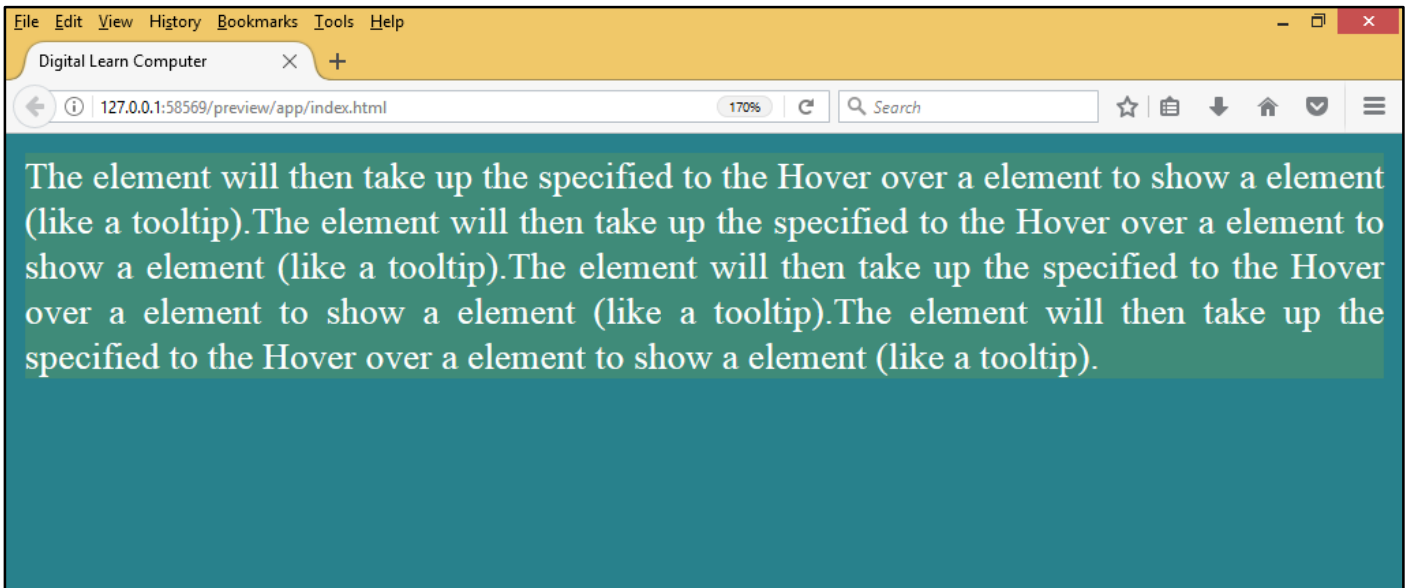 File Edit View History Bookmarks Tools Help
Digital Learn Computer
127.0.0.1:58569/preview/app/index.html 170% Search
The element will then take up the specified to the Hover over a element to show a element
(like a tooltip).The element will then take up the specified to the Hover over a element to
show a element (like a tooltip).The element will then take up the specified to the Hover
over a element to show a element (like a tooltip).The element will then take up the
specified to the Hover over a element to show a element (like a tooltip).